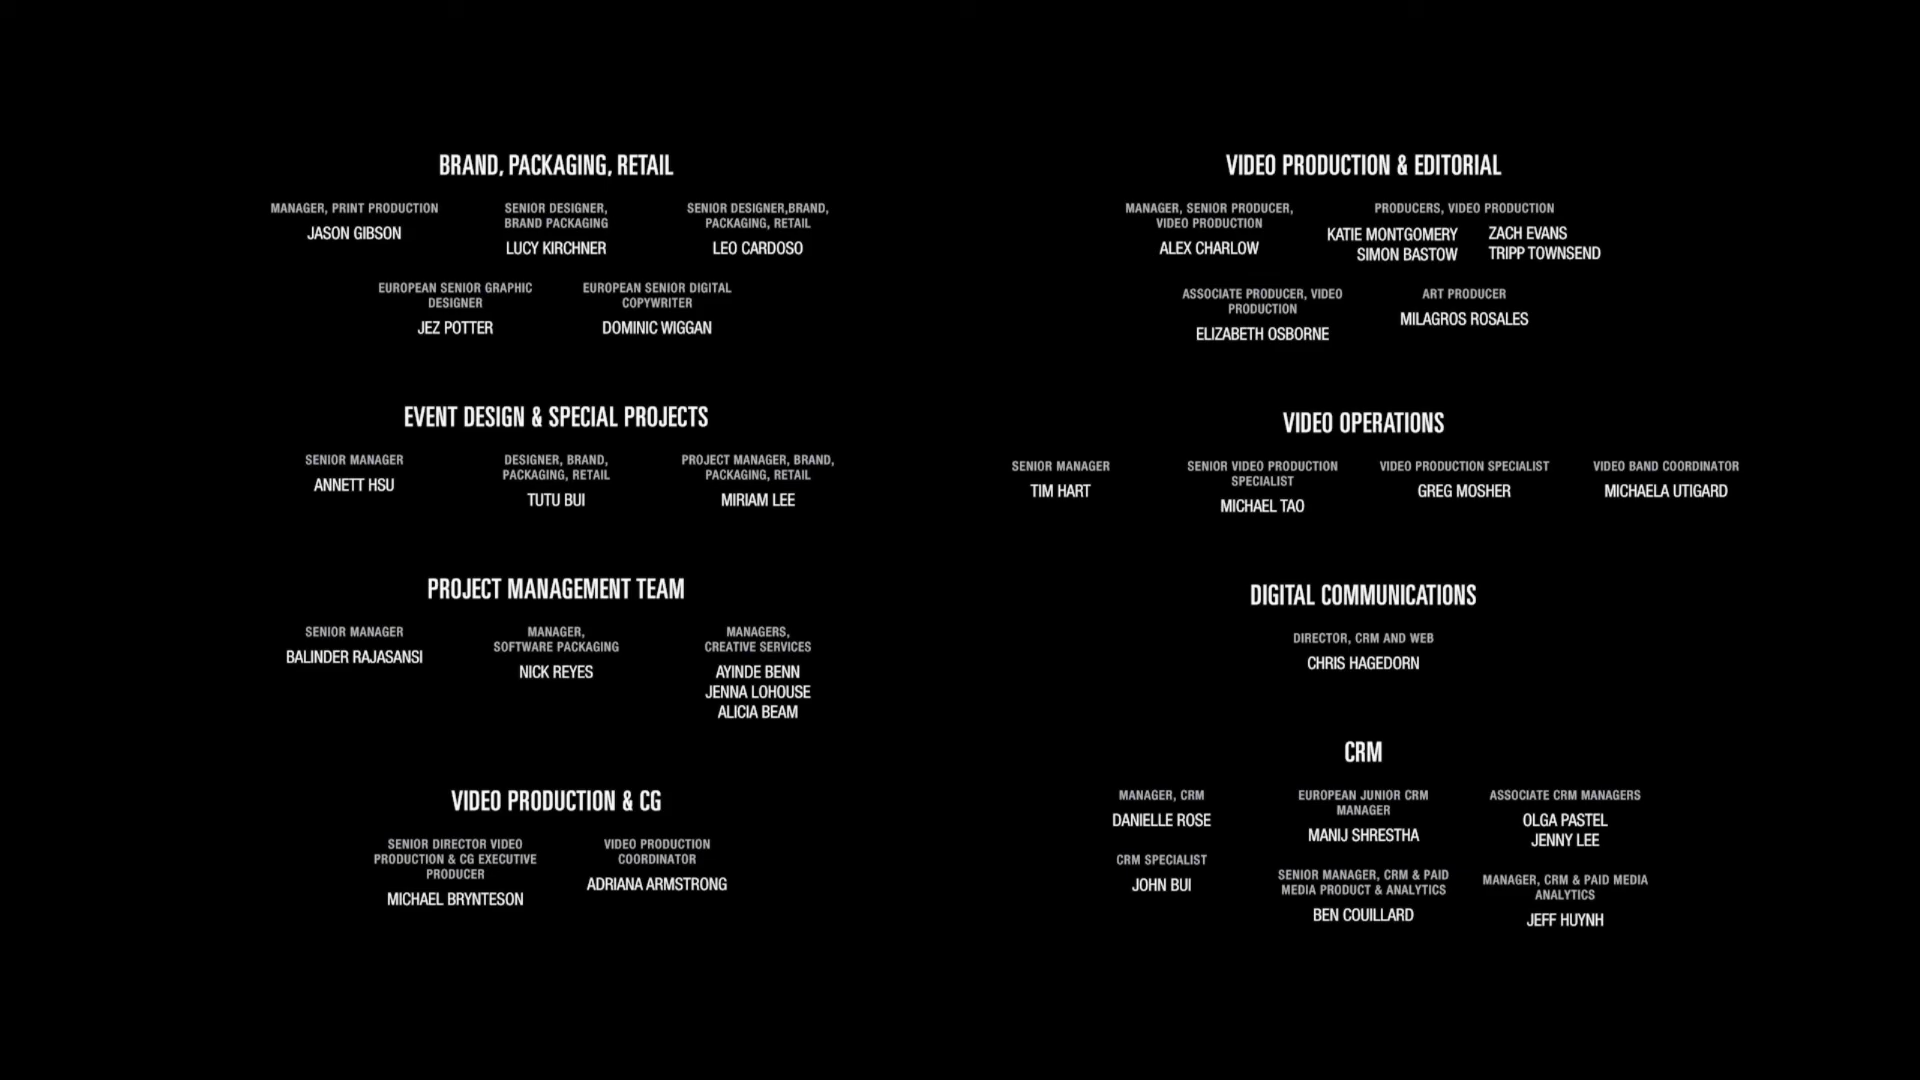 BRAND, PACKAGING, RETAIL
MANAGER, PRINT PRODUCTION
JASON GIBSON
SENIOR DESIGNER,
BRAND PACKAGING
LUCY KIRCHNER
SENIOR DESIGNER,BRAND,
PACKAGING, RETAIL
LEO CARDOSO
EUROPEAN SENIOR GRAPHIC
DESIGNER
JEZ POTTER
EUROPEAN SENIOR DIGITAL
COPYWRITER
DOMINIC WIGGAN
EVENT DESIGN & SPECIAL PROJECTS
SENIOR MANAGER
ANNETT HSU
DESIGNER, BRAND,
PACKAGING, RETAIL
TUTU BUI
PROJECT MANAGER, BRAND,
PACKAGING, RETAIL
MIRIAM LEE
PROJECT MANAGEMENT TEAM
SENIOR MANAGER
BALINDER RAJASANSI
MANAGER,
SOFTWARE PACKAGING
NICK REYES
MANAGERS,
CREATIVE SERVICES
AYINDE BENN
JENNA LOHOUSE
ALICIA BEAM
VIDEO PRODUCTION & CG
SENIOR DIRECTOR VIDEO
PRODUCTION & CG EXECUTIVE
PRODUCER
MICHAEL BRYNTESON
VIDEO PRODUCTION
COORDINATOR
ADRIANA ARMSTRONG
VIDEO PRODUCTION & EDITORIAL
MANAGER, SENIOR PRODUCER,
VIDEO PRODUCTION
ALEX CHARLOW
PRODUCERS, VIDEO PRODUCTION
KATIE MONTGOMERY
SIMON BASTOW
ZACH EVANS
TRIPP TOWNSEND
ASSOCIATE PRODUCER, VIDEO
PRODUCTION
ELIZABETH OSBORNE
ART PRODUCER
MILAGROS ROSALES
VIDEO OPERATIONS
SENIOR MANAGER
TIM HART
SENIOR VIDEO PRODUCTION
SPECIALIST
MICHAEL TAO
VIDEO PRODUCTION SPECIALIST
GREG MOSHER
VIDEO BAND COORDINATOR
MICHAELA UTIGARD
DIGITAL COMMUNICATIONS
DIRECTOR, CRM AND WEB
CHRIS HAGEDORN
CRM
MANAGER, CRM
DANIELLE ROSE
EUROPEAN JUNIOR CRM
MANAGER
MANIJ SHRESTHA
ASSOCIATE CRM MANAGERS
OLGA PASTEL
JENNY LEE
CRM SPECIALIST
JOHN BUI
SENIOR MANAGER, CRM & PAID
MEDIA PRODUCT & ANALYTICS
BEN COUILLARD
MANAGER, CRM & PAID MEDIA
ANALYTICS
JEFF HUYNH